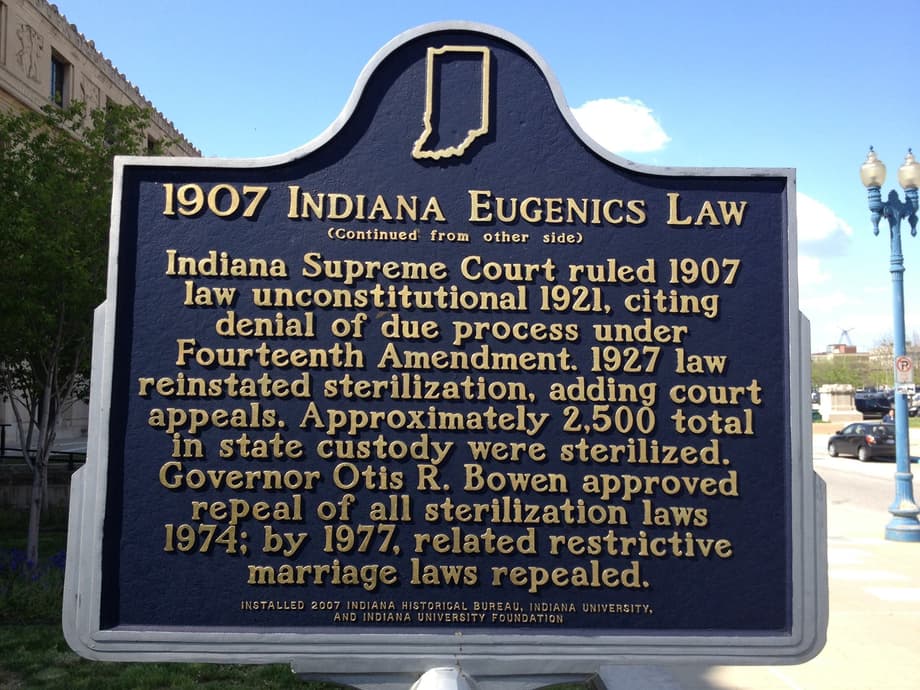 1907 Indiana Eugenics Law
(Continued from other side)
Indiana Supreme Court ruled 1907
law unconstitutional 1921, citing
denial of due process under
Fourteenth Amendment. 1927 law
reinstated sterilization, adding court
appeals. Approximately 2,500 total
in state custody were sterilized.
Governor Otis R. Bowen approved
repeal of all sterilization laws
1974; by 1977, related restrictive
marriage laws repealed.
INSTALLED 2007 INDIANA HISTORICAL BUREAU, INDIANA UNIVERSITY,
AND INDIANA UNIVERSITY FOUNDATION